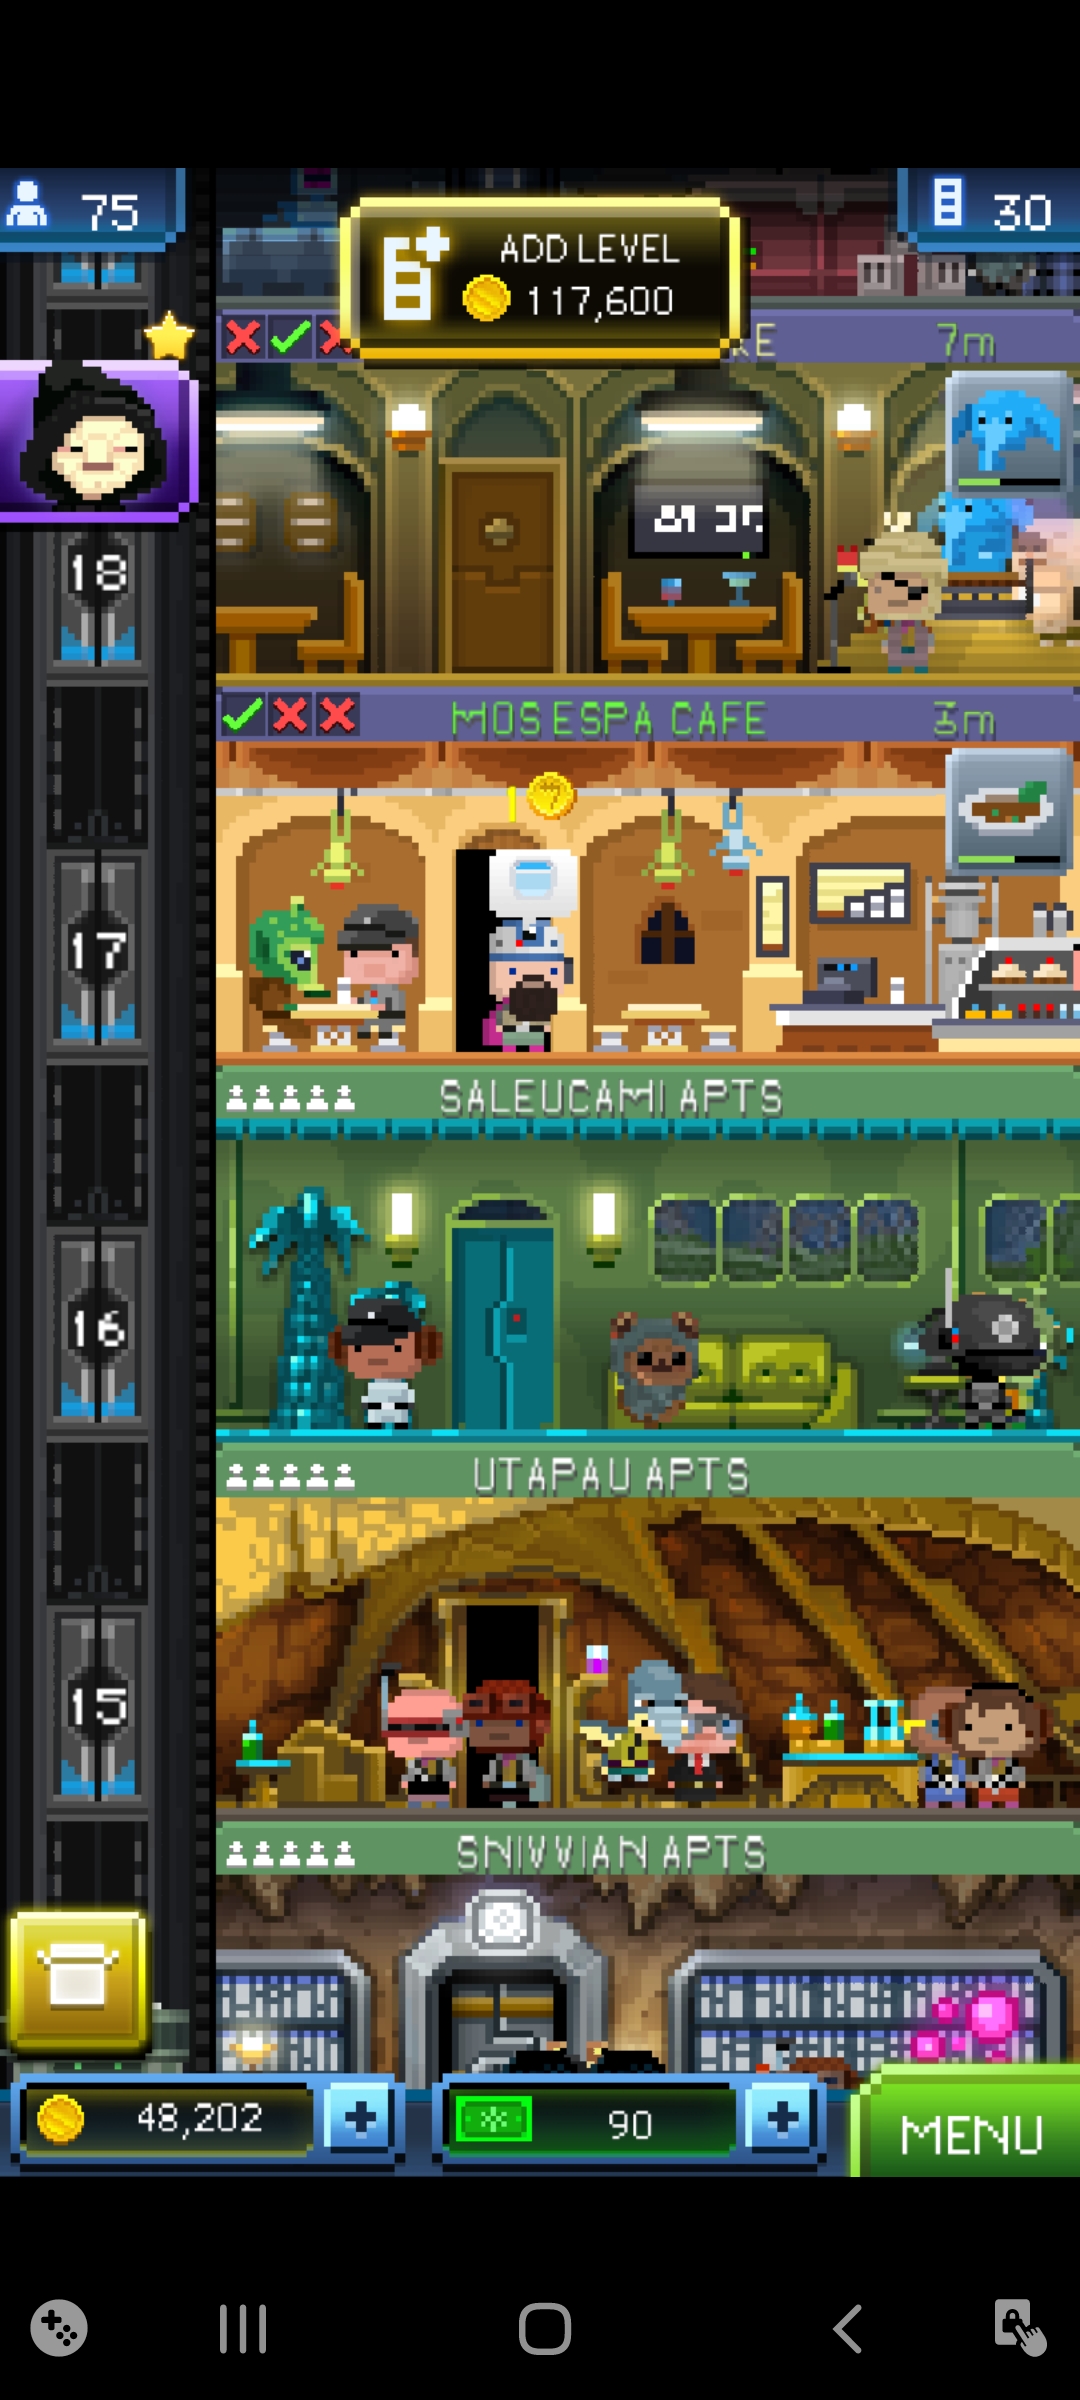 75
ADD LEVEL
117,600
30
KE
7m
18
MOS ESPA CAFE
3m
17
SALEUCAMI APTS
16
UTAPAU APTS
15
SNIVVIAN APTS
48,202
90
MENU